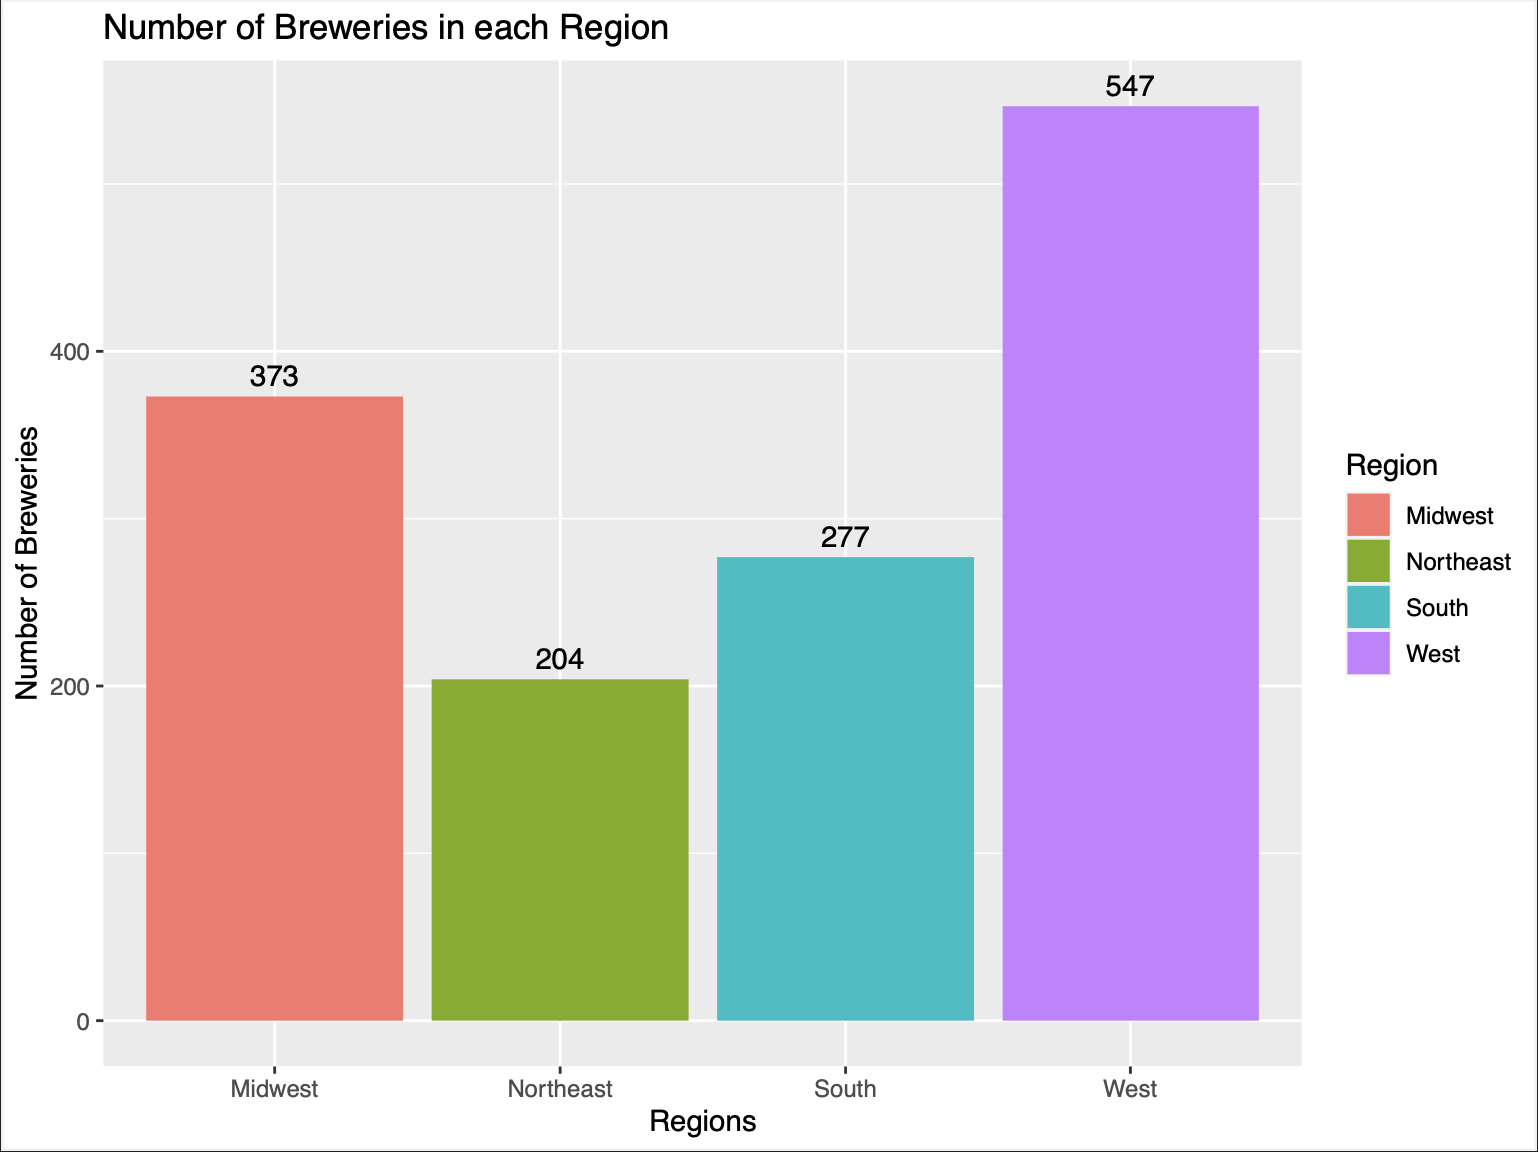 Number of Breweries in each Region
547
400
373
277
204
200
0
Number of Breweries
Midwest
Northeast
South
West
Regions
Region
Midwest
Northeast
South
West